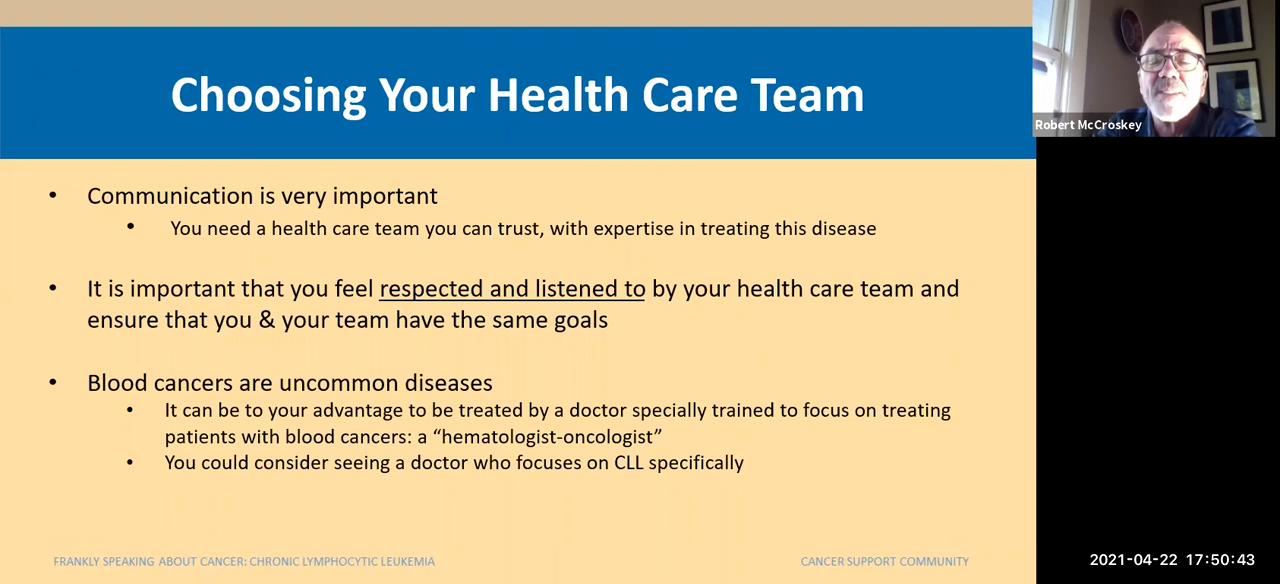 Choosing Your Health Care Team
Robert McCroskey
• Communication is very important
• You need a health care team you can trust, with expertise in treating this disease
• It is important that you feel respected and listened to by your health care team and
ensure that you & your team have the same goals
• Blood cancers are uncommon diseases
• It can be to your advantage to be treated by a doctor specially trained to focus on treating
patients with blood cancers: a “hematologist-oncologist”
• You could consider seeing a doctor who focuses on CLL specifically
FRANKLY SPEAKING ABOUT CANCER: CHRONIC LYMPHOCYTIC LEUKEMIA
CANCER SUPPORT COMMUNITY
2021-04-22 17:50:43